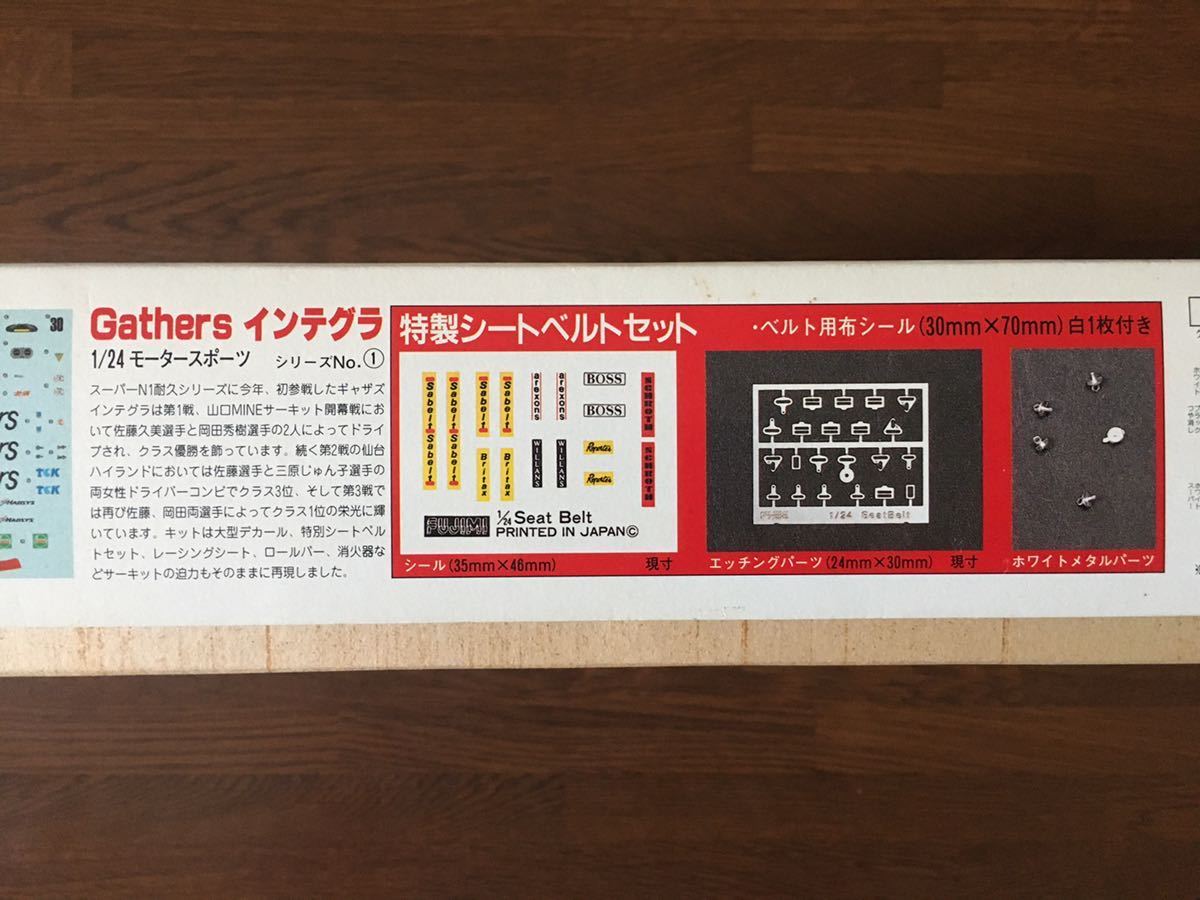 30
rs
rs
rs
TGK
TGK
Gathers インテグラ
1/24 モータースポーツ シリーズNo.①
スーパーN1耐久シリーズに今年、初参戦したギャザズ
インテグラは第1戦、山口MINEサーキット開幕戦にお
いて佐藤久美選手と岡田秀樹選手の2人によってドライ
ブされ、クラス優勝を飾っています。続く第2戦の仙台
ハイランドにおいては佐藤選手と三原じゅん子選手の
両女性ドライバーコンビでクラス3位、そして第3戦で
は再び佐藤、岡田両選手によってクラス1位の栄光に輝
いています。キットは大型デカール、特別シートベル
トセット、レーシングシート、ロールバー、消火器な
どサーキットの迫力もそのままに再現しました。
特製シートベルトセット
・ベルト用布シール(30mm×70mm)白1枚付き
Sabelt
Sabelt
Sabelt
Sabelt
Sabelt
Sabelt
Britax
Britax
arexons
arexons
WILLANS
WILLANS
BOSS
BOSS
Reporter
Reporter
SCHROTH
SCHROTH
FUJIMI
1/24 Seat Belt
PRINTED IN JAPAN©
シール(35mm×46mm) 現寸
1/24 SeatBelt
エッチングパーツ(24mm×30mm) 現寸
ホワイトメタルパーツ